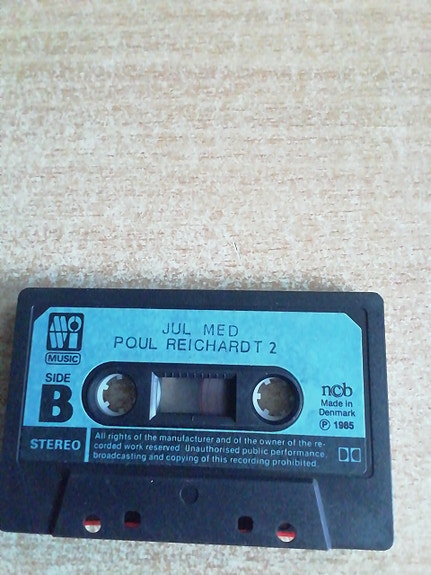 JUL MED
POUL REICHARDT 2
MOVI
MUSIC
SIDE
B
ncb
Made in
Denmark
℗ 1985
STEREO
All rights of the manufacturer and of the owner of the re-
corded work reserved. Unauthorised public performance,
broadcasting and copying of this recording prohibited.